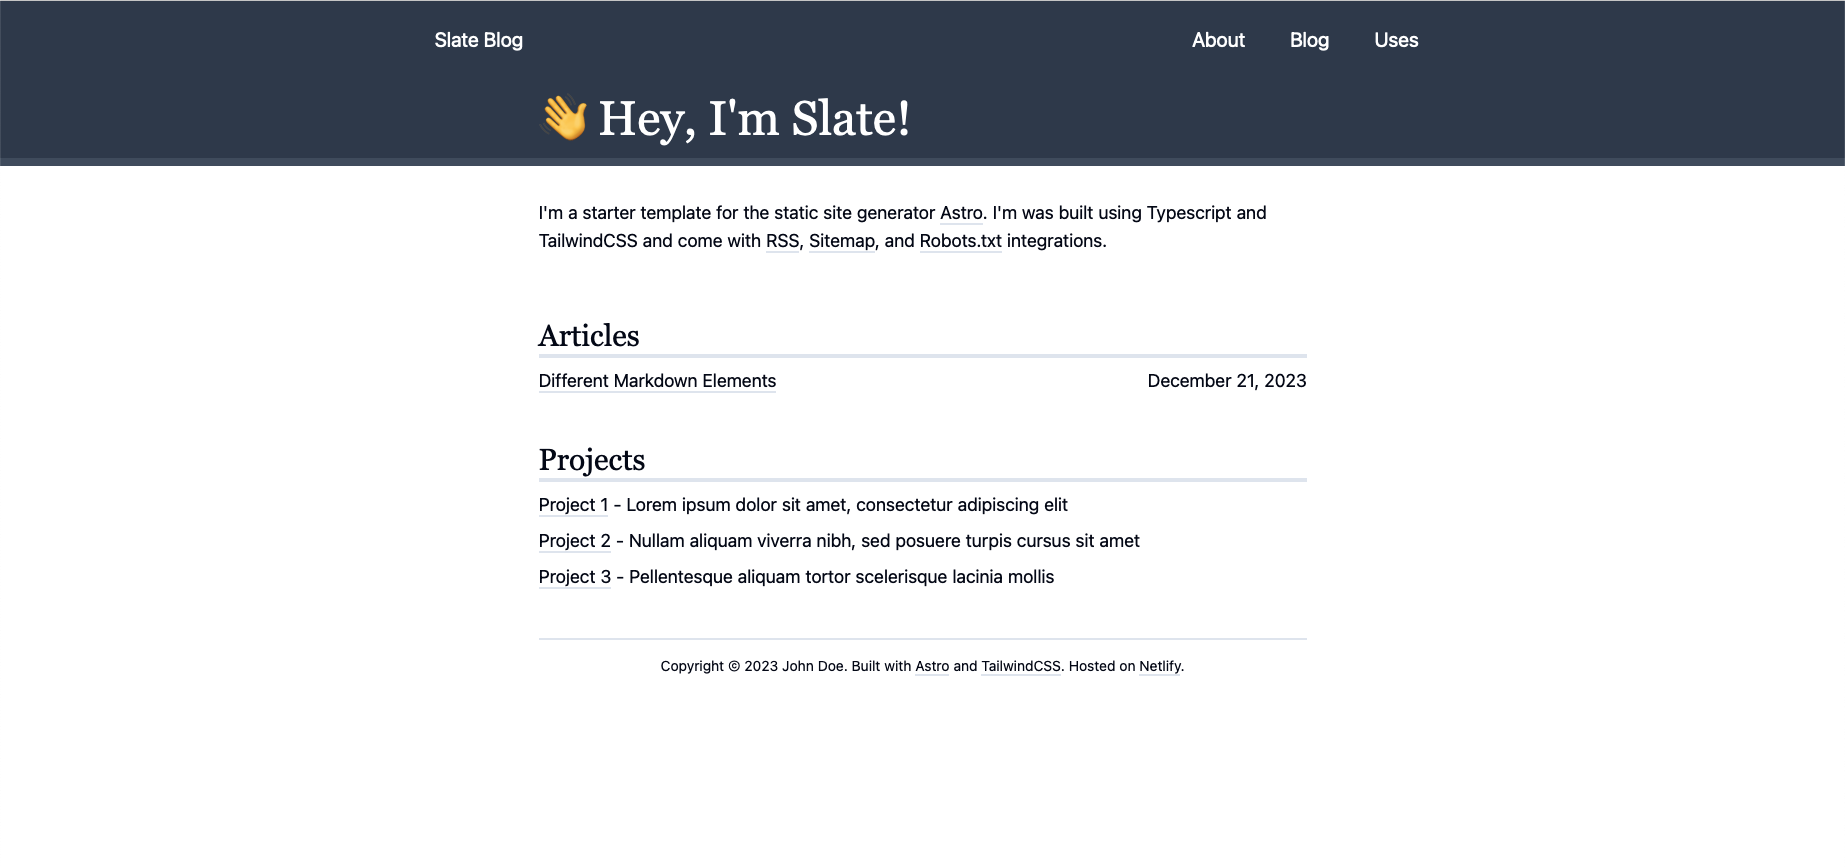 Slate Blog About Blog Uses
👋 Hey, I'm Slate!
I'm a starter template for the static site generator Astro. I'm was built using Typescript and
TailwindCSS and come with RSS, Sitemap, and Robots.txt integrations.
Articles
Different Markdown Elements December 21, 2023
Projects
Project 1 - Lorem ipsum dolor sit amet, consectetur adipiscing elit
Project 2 - Nullam aliquam viverra nibh, sed posuere turpis cursus sit amet
Project 3 - Pellentesque aliquam tortor scelerisque lacinia mollis
Copyright © 2023 John Doe. Built with Astro and TailwindCSS. Hosted on Netlify.